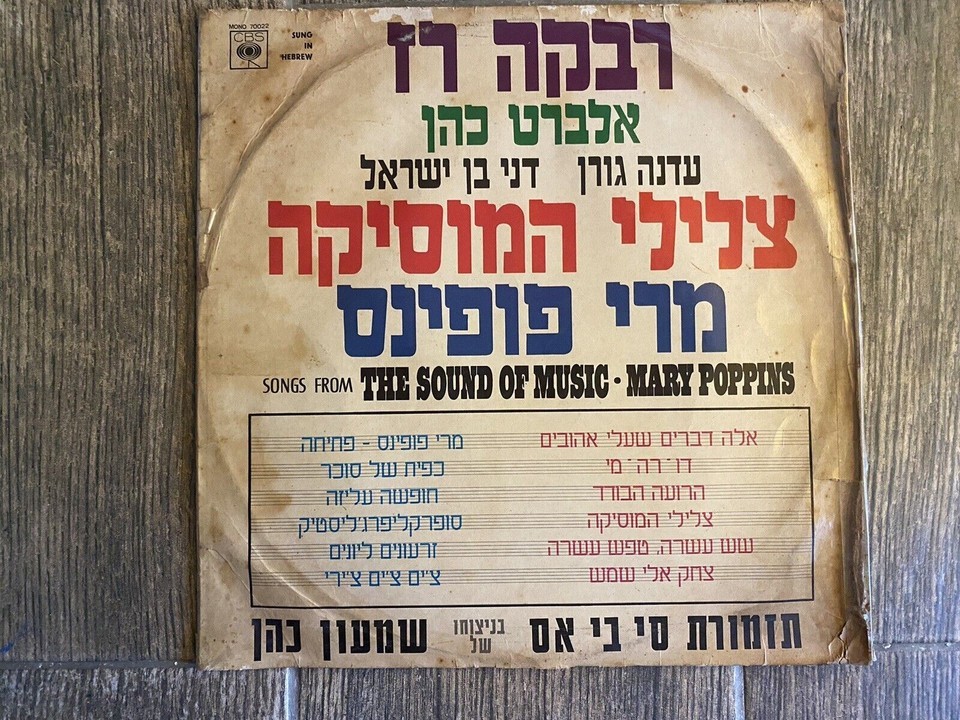 MONO 70022
CBS
SUNG
IN
HEBREW
רבקה רז
אלברט כהן
עדנה גורן דני בן ישראל
צלילי המוסיקה
מרי פופינס
SONGS FROM THE SOUND OF MUSIC · MARY POPPINS
אלה דברים שעלי אהובים
דו־רה־מי
הרועה הבודד
צלילי המוסיקה
שש עשרה, טפש עשרה
צחק אלי שמש
מרי פופינס - פתיחה
כפית של סוכר
חופשה עליזה
סופרקליפרג'ליסטיק
זרעונים ליונים
צ'ים צ'ים צ'ירי
תזמורת סי בי אס בניצוחו של שמעון כהן